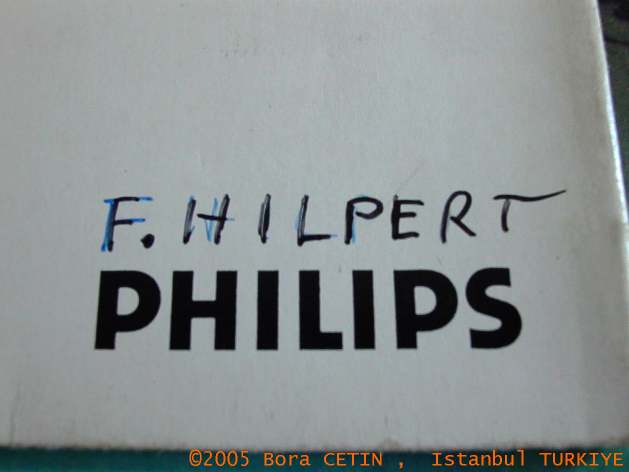 F. HILPERT
PHILIPS
©2005 Bora CETIN , Istanbul TURKIYE